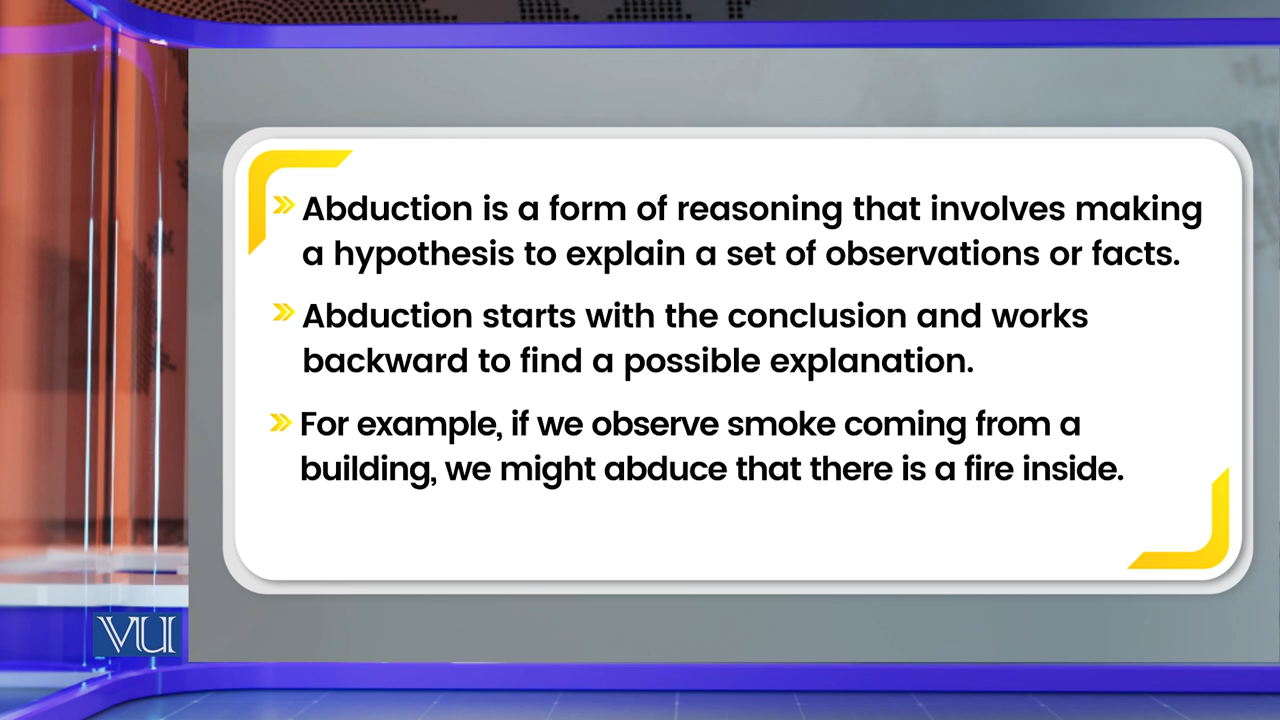 » Abduction is a form of reasoning that involves making
a hypothesis to explain a set of observations or facts.
» Abduction starts with the conclusion and works
backward to find a possible explanation.
» For example, if we observe smoke coming from a
building, we might abduce that there is a fire inside.
VU